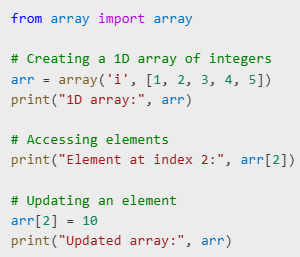 from array import array
# Creating a 1D array of integers
arr = array('i', [1, 2, 3, 4, 5])
print("1D array:", arr)
# Accessing elements
print("Element at index 2:", arr[2])
# Updating an element
arr[2] = 10
print("Updated array:", arr)